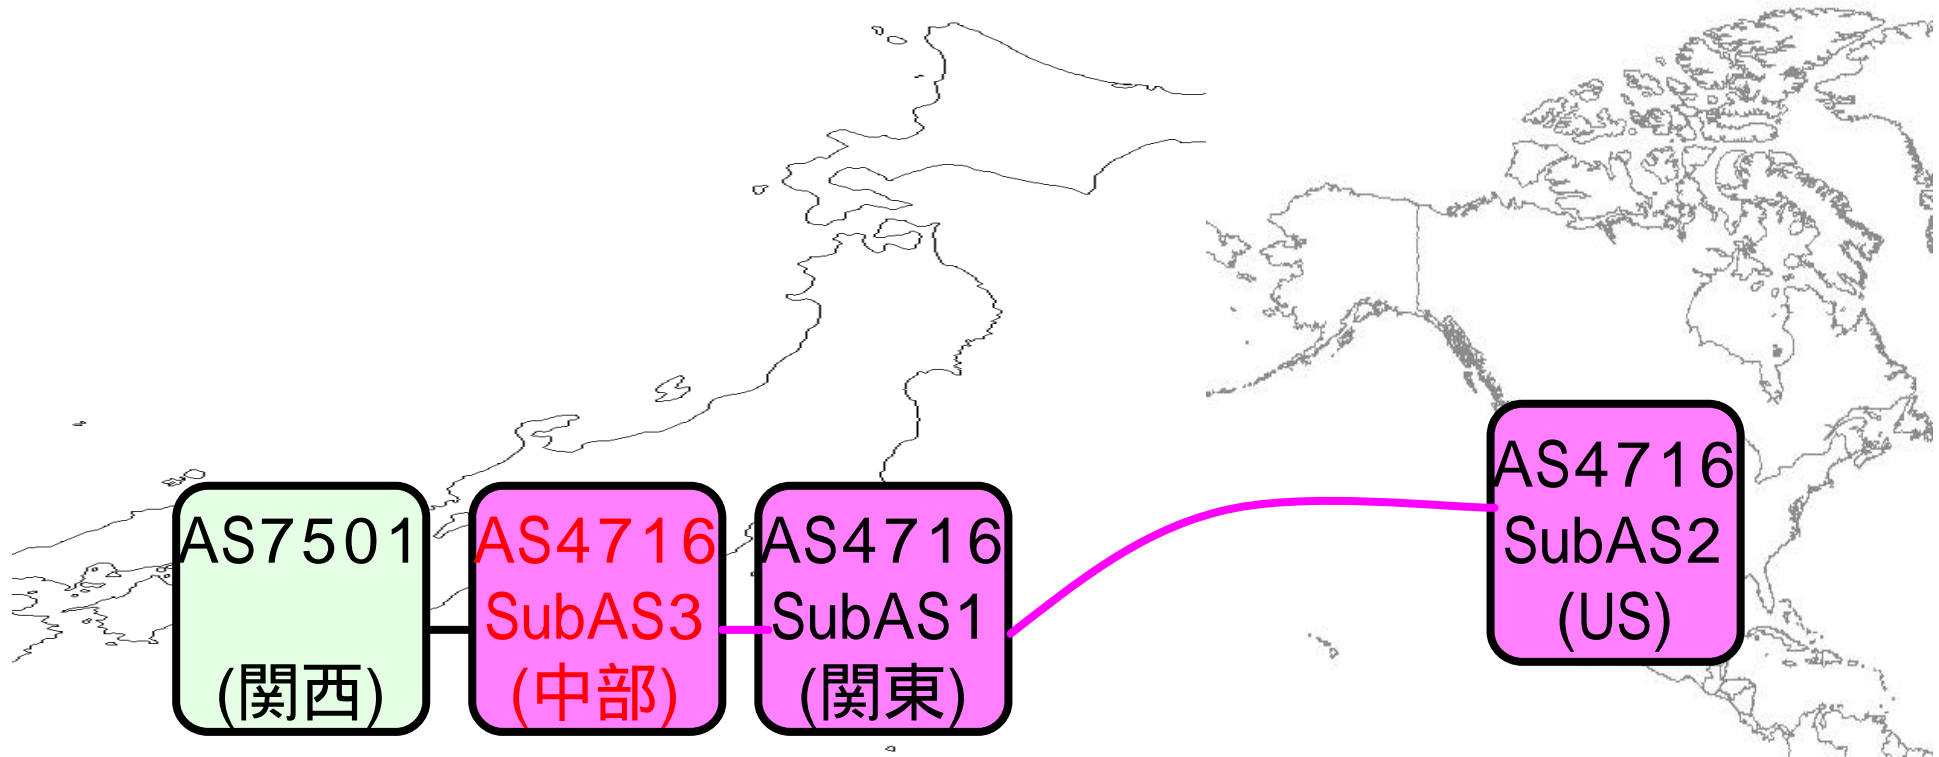 AS7501
(関西)
AS4716
SubAS3
(中部)
AS4716
SubAS1
(関東)
AS4716
SubAS2
(US)